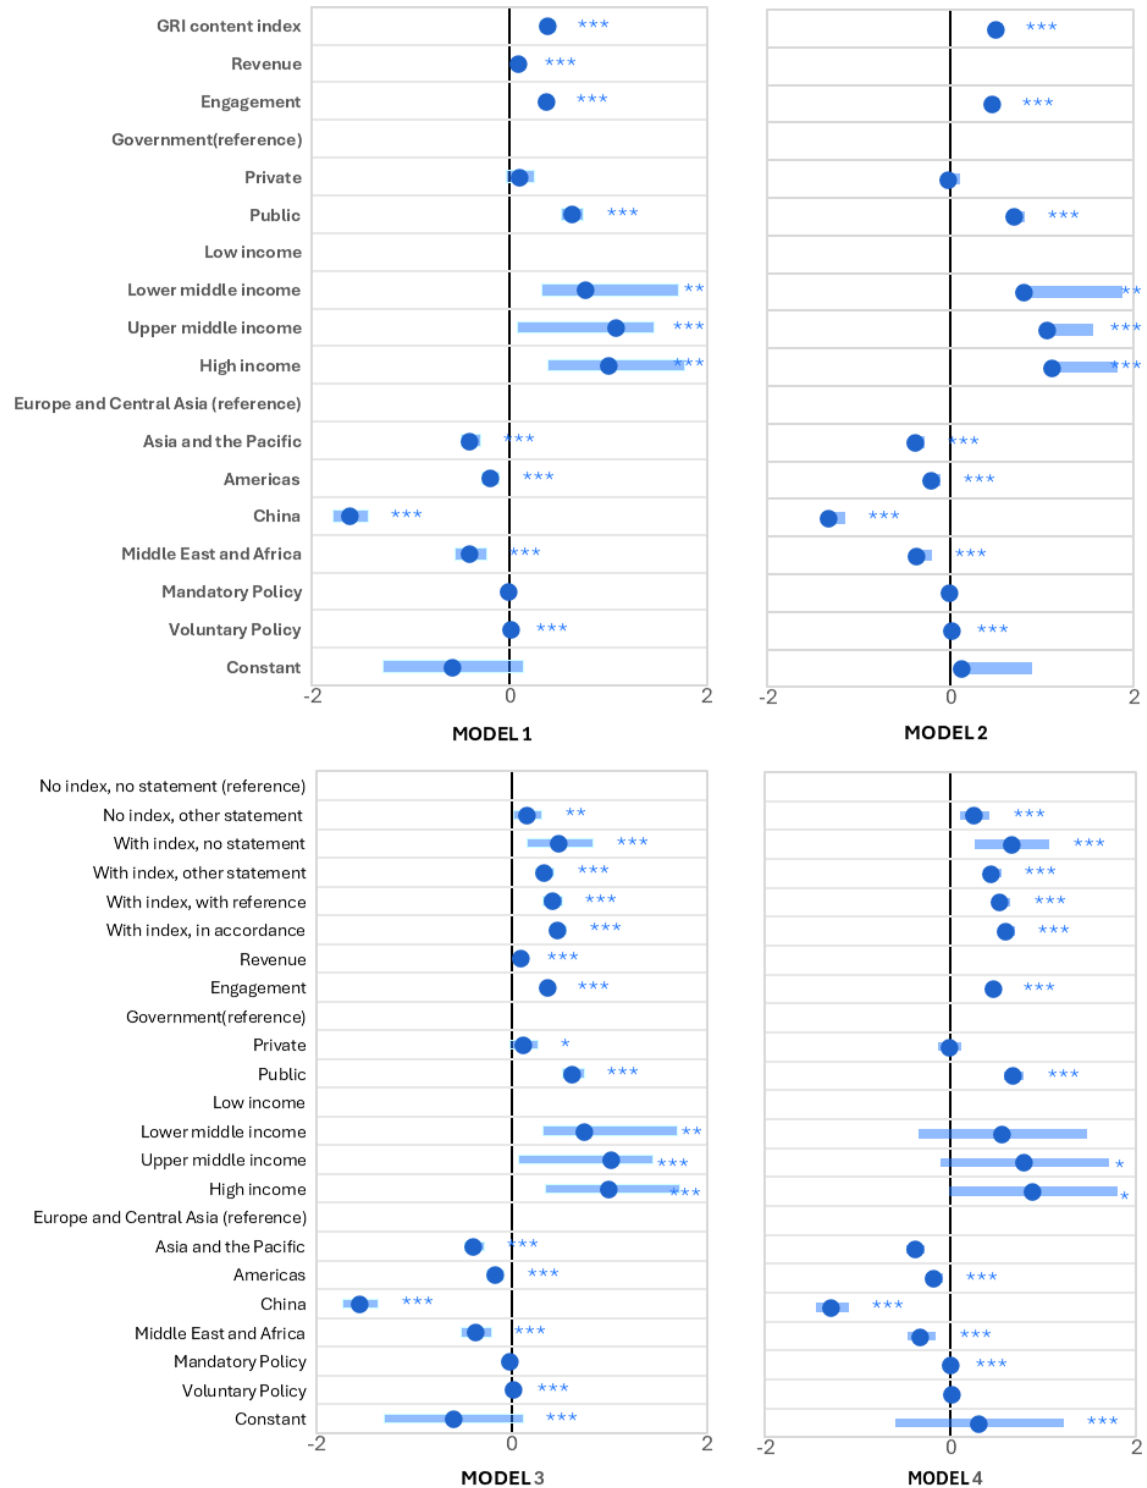 GRI content index *** ***
Revenue ***
Engagement *** ***
Government(reference)
Private
Public *** ***
Low income
Lower middle income ** **
Upper middle income *** ***
High income *** ***
Europe and Central Asia (reference)
Asia and the Pacific *** ***
Americas *** ***
China *** ***
Middle East and Africa *** ***
Mandatory Policy
Voluntary Policy *** ***
Constant
-2 0 2 -2 0 2
MODEL 1 MODEL 2
No index, no statement (reference)
No index, other statement ** ***
With index, no statement *** ***
With index, other statement *** ***
With index, with reference *** ***
With index, in accordance *** ***
Revenue ***
Engagement *** ***
Government(reference)
Private *
Public *** ***
Low income
Lower middle income **
Upper middle income *** *
High income *** *
Europe and Central Asia (reference)
Asia and the Pacific ***
Americas *** ***
China *** ***
Middle East and Africa *** ***
Mandatory Policy ***
Voluntary Policy ***
Constant *** ***
-2 0 2 -2 0 2
MODEL 3 MODEL 4